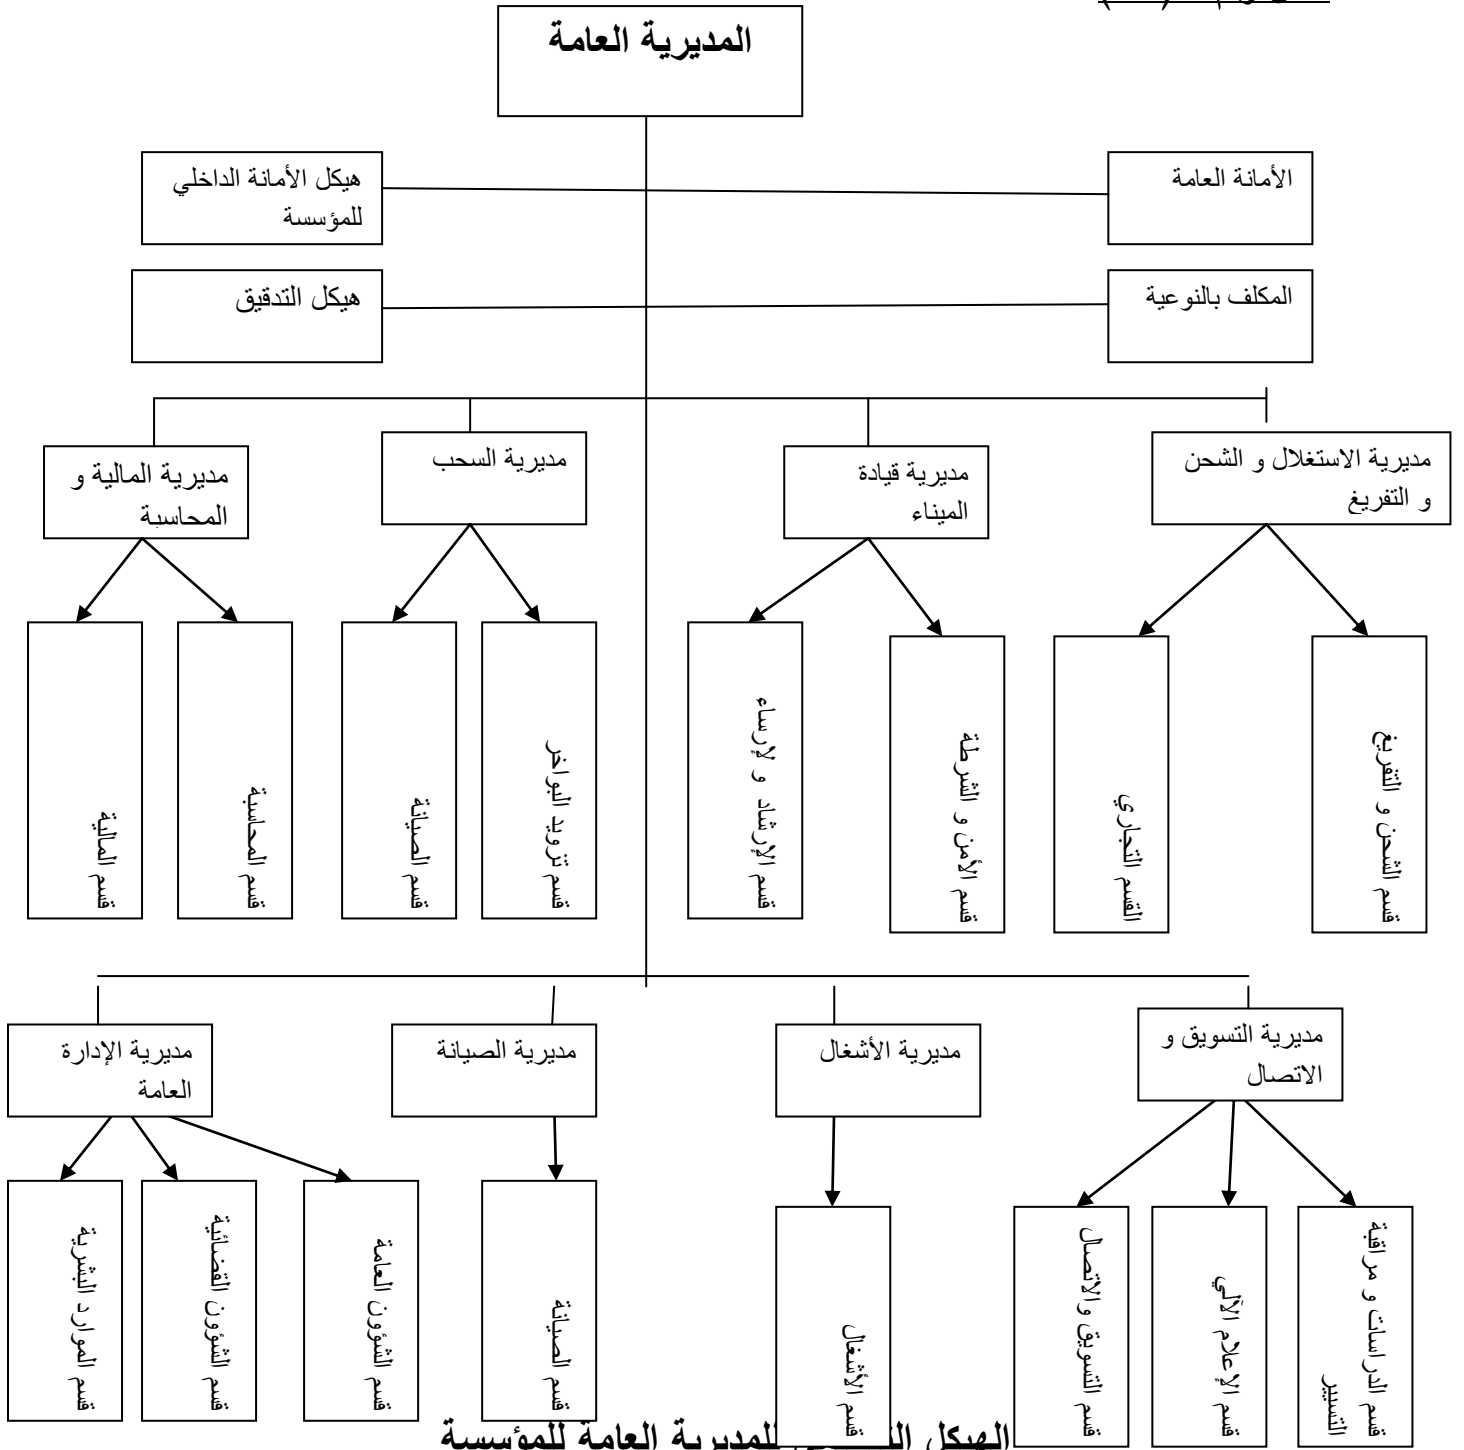 المديرية العامة
الأمانة العامة
هيكل الأمانة الداخلي
للمؤسسة
المكلف بالنوعية
هيكل التدقيق
مديرية الاستغلال و الشحن
و التفريغ
مديرية قيادة
الميناء
مديرية السحب
مديرية المالية و
المحاسبة
قسم الشحن و التفريغ
القسم التجاري
قسم الأمن و الشرطة
قسم الإرشاد و لإرساء
قسم تزويد البواخر
قسم الصيانة
قسم المحاسبة
قسم المالية
مديرية التسويق و
الاتصال
مديرية الأشغال
مديرية الصيانة
مديرية الإدارة
العامة
قسم الدراسات و مراقبة
التسيير
قسم الإعلام الآلي
قسم التسويق والاتصال
قسم الأشغال
قسم الصيانة
قسم الشؤون العامة
قسم الشؤون القضائية
قسم الموارد البشرية
الهيكل للمديرية العامة للمؤسسة